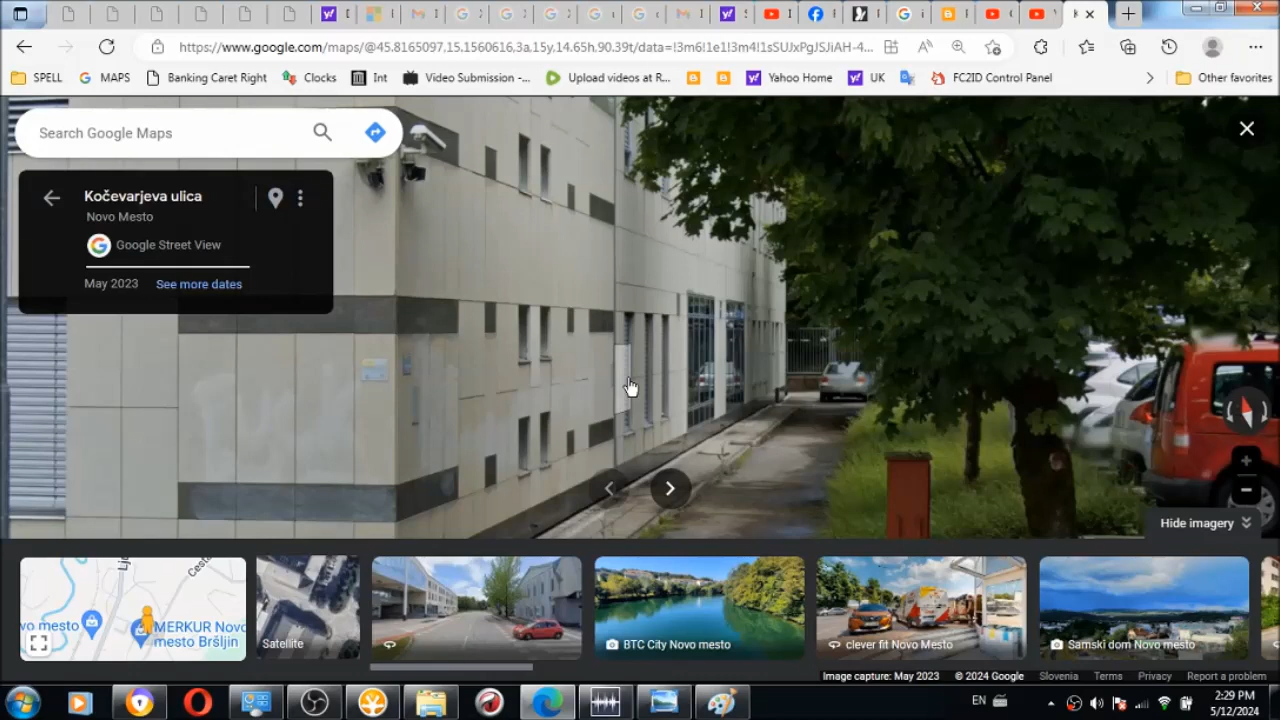 https://www.google.com/maps/@45.8165097,15.1560616,3a,15y,14.65h,90.39t/data=!3m6!1e1!3m4!1sSUJxPgJSJiAH-4...
SPELL
MAPS
Banking Caret Right
Clocks
Int
Video Submission -...
Upload videos at R...
Yahoo Home
UK
FC2ID Control Panel
Other favorites
Search Google Maps
Kočevarjeva ulica
Novo Mesto
Google Street View
May 2023 See more dates
Hide imagery
Satellite
BTC City Novo mesto
clever fit Novo Mesto
Samski dom Novo mesto
vo mesto
MERKUR Novo
mesto Bršljin
Image capture: May 2023 © 2024 Google Slovenia Terms Privacy Report a problem
EN
2:29 PM
5/12/2024